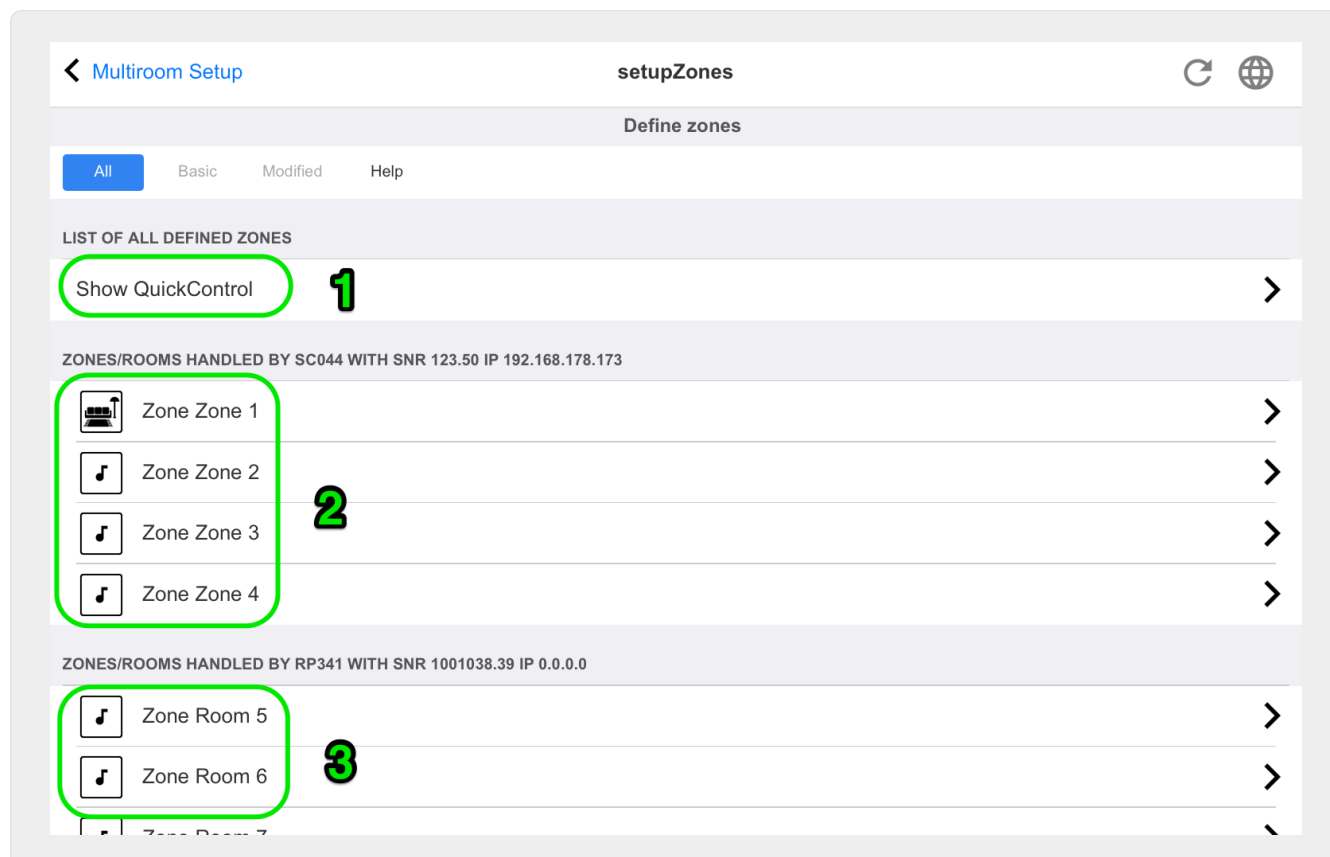 Multiroom Setup setupZones
Define zones
All Basic Modified Help
LIST OF ALL DEFINED ZONES
Show QuickControl 1
ZONES/ROOMS HANDLED BY SC044 WITH SNR 123.50 IP 192.168.178.173
Zone Zone 1
Zone Zone 2
2
Zone Zone 3
Zone Zone 4
ZONES/ROOMS HANDLED BY RP341 WITH SNR 1001038.39 IP 0.0.0.0
Zone Room 5
3
Zone Room 6
Zone Room 7